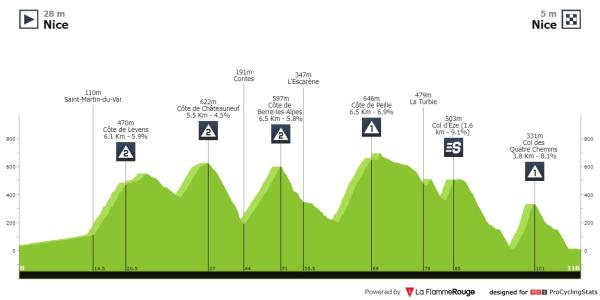 28 m
Nice
5 m
Nice
110m
Saint-Martin-du-Var
470m
Côte de Levens
6.1 Km - 5.9%
2
622m
Côte de Châteauneuf
5.5 Km - 4.5%
2
191m
Contes
597m
Côte de
Berre-les-Alpes
6.5 Km - 5.8%
2
347m
L'Escarène
646m
Côte de Peille
6.5 Km - 6.9%
1
479m
La Turbie
503m
Col d'Èze (1.6
km - 9.1%)
S
331m
Col des
Quatre Chemins
3.8 Km - 8.1%
1
800
600
400
200
0
800
600
400
200
0
0
14.5
20.5
37
44
51
69
79
85
101
110
Powered by La FlammeRouge
designed for PCS ProCyclingStats